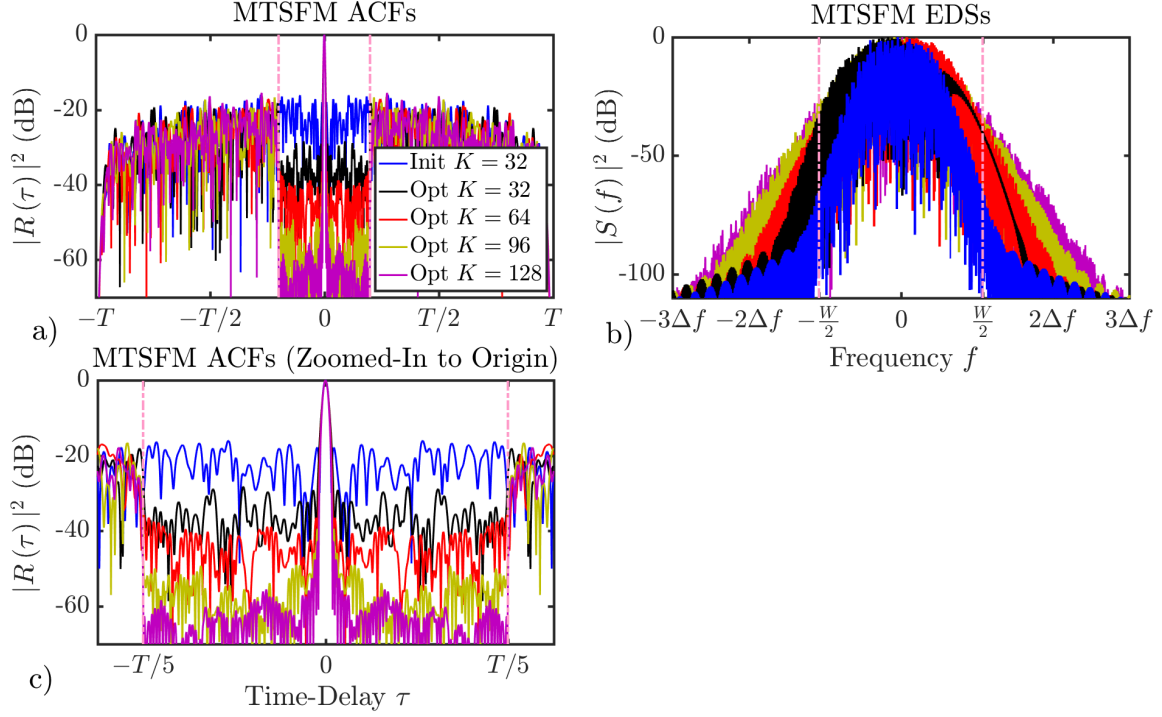 MTSFM ACFs
|R(τ)|² (dB)
0
-20
-40
-60
−T
−T/2
0
T/2
T
Init K = 32
Opt K = 32
Opt K = 64
Opt K = 96
Opt K = 128
a)
MTSFM EDSs
|S(f)|² (dB)
0
-50
-100
−3Δf
−2Δf
−W/2
0
W/2
2Δf
3Δf
Frequency f
b)
MTSFM ACFs (Zoomed-In to Origin)
|R(τ)|² (dB)
0
-20
-40
-60
−T/5
0
T/5
Time-Delay τ
c)